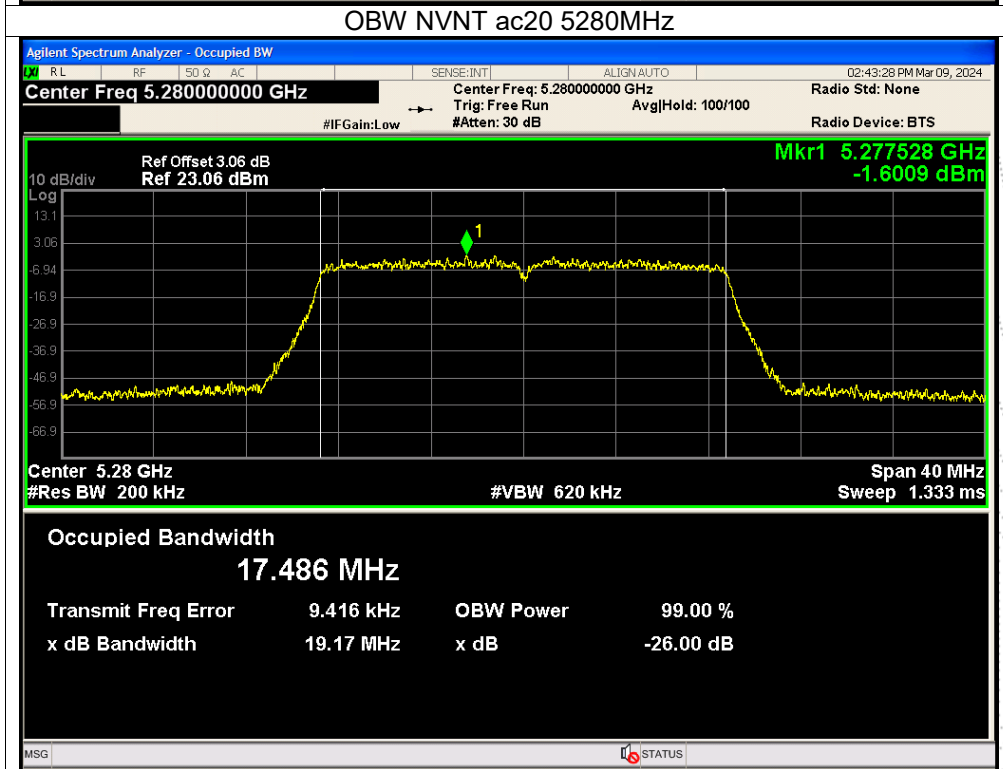 OBW NVNT ac20 5280MHz
Agilent Spectrum Analyzer - Occupied BW
LXI RL RF 50 Ω AC SENSE:INT ALIGN AUTO 02:43:28 PM Mar 09, 2024
Center Freq 5.280000000 GHz Center Freq: 5.280000000 GHz Radio Std: None
Trig: Free Run Avg|Hold: 100/100
#IFGain:Low #Atten: 30 dB Radio Device: BTS
Mkr1 5.277528 GHz
-1.6009 dBm
Ref Offset 3.06 dB
10 dB/div Ref 23.06 dBm
Log
13.1
3.06
-6.94
-16.9
-26.9
-36.9
-46.9
-56.9
-66.9
1
Center 5.28 GHz Span 40 MHz
#Res BW 200 kHz #VBW 620 kHz Sweep 1.333 ms
Occupied Bandwidth
17.486 MHz
Transmit Freq Error 9.416 kHz OBW Power 99.00 %
x dB Bandwidth 19.17 MHz x dB -26.00 dB
MSG STATUS